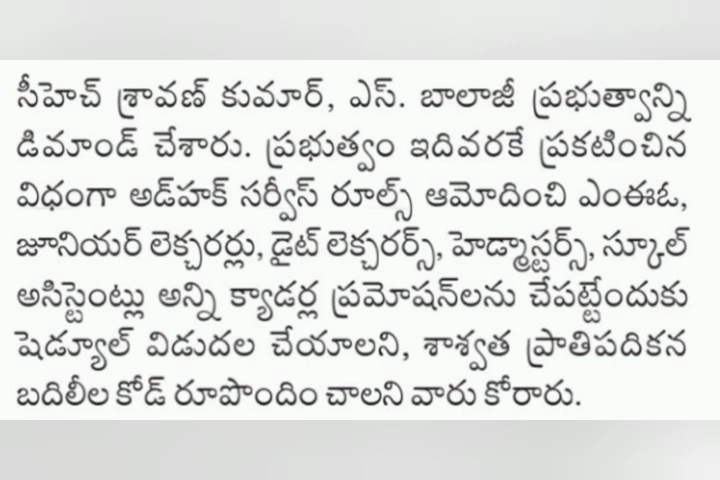 సీహెచ్ శ్రావణ్ కుమార్, ఎస్. బాలాజీ ప్రభుత్వాన్ని
డిమాండ్ చేశారు. ప్రభుత్వం ఇదివరకే ప్రకటించిన
విధంగా అడ్‌హక్ సర్వీస్ రూల్స్ ఆమోదించి ఎంఈఓ,
జూనియర్ లెక్చరర్లు, డైట్ లెక్చరర్స్, హెడ్మాస్టర్స్, స్కూల్
అసిస్టెంట్లు అన్ని క్యాడర్ల ప్రమోషన్‌లను చేపట్టేందుకు
షెడ్యూల్ విడుదల చేయాలని, శాశ్వత ప్రాతిపదికన
బదిలీల కోడ్ రూపొందిం చాలని వారు కోరారు.